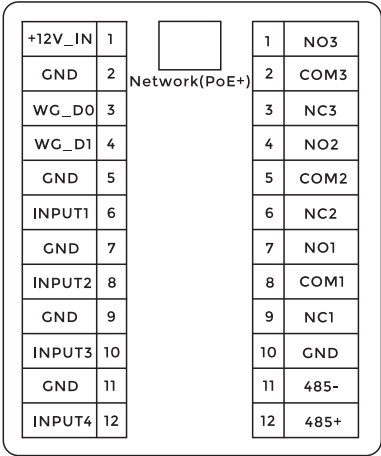 +12V_IN 1
GND 2
WG_D0 3
WG_D1 4
GND 5
INPUT1 6
GND 7
INPUT2 8
GND 9
INPUT3 10
GND 11
INPUT4 12
Network(PoE+)
1 NO3
2 COM3
3 NC3
4 NO2
5 COM2
6 NC2
7 NO1
8 COM1
9 NC1
10 GND
11 485-
12 485+